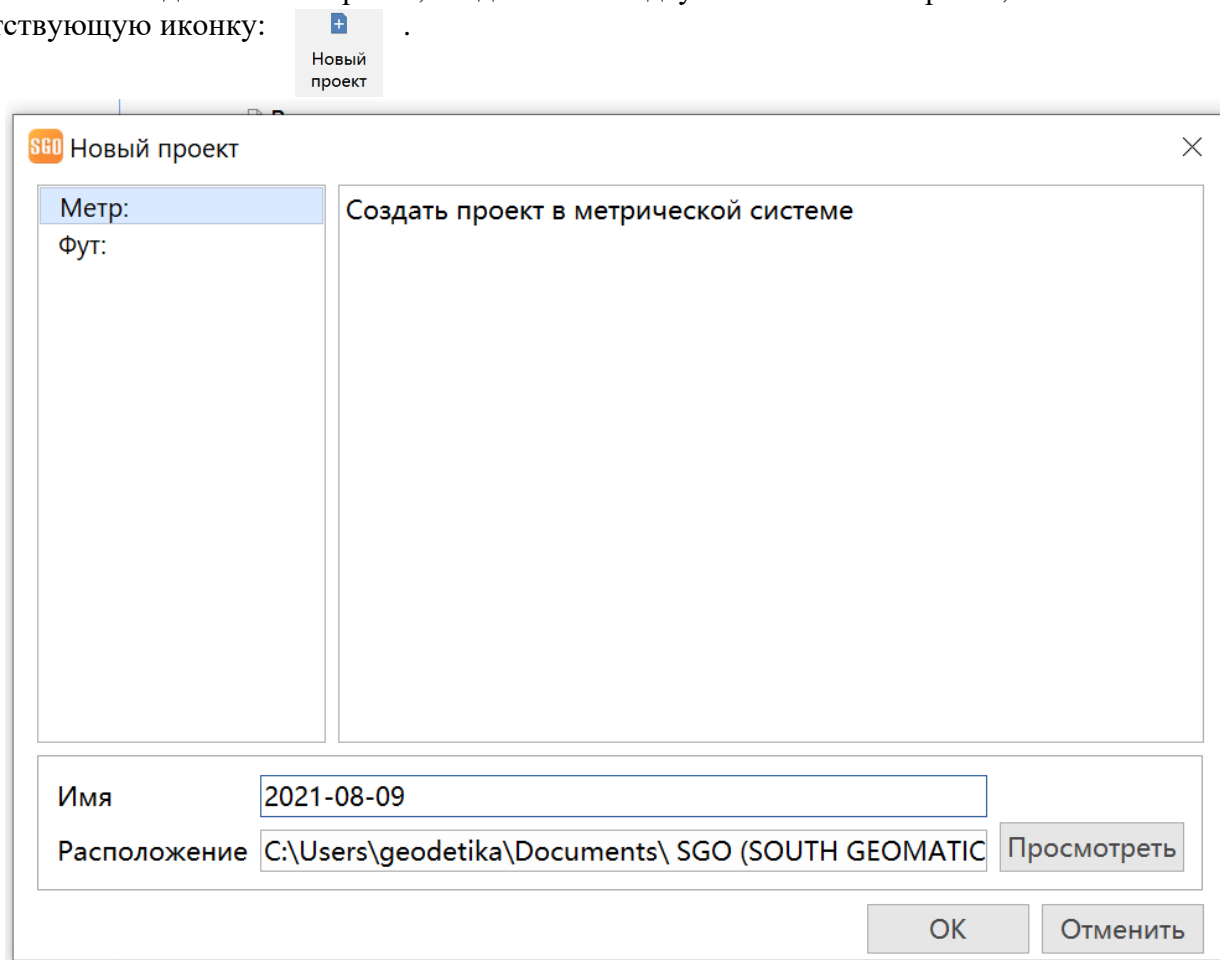 тствующую иконку:
.
Новый
проект
SGO Новый проект
Метр:
Фут:
Создать проект в метрической системе
Имя 2021-08-09
Расположение C:\Users\geodetika\Documents\ SGO (SOUTH GEOMATIC Просмотреть
OK Отменить